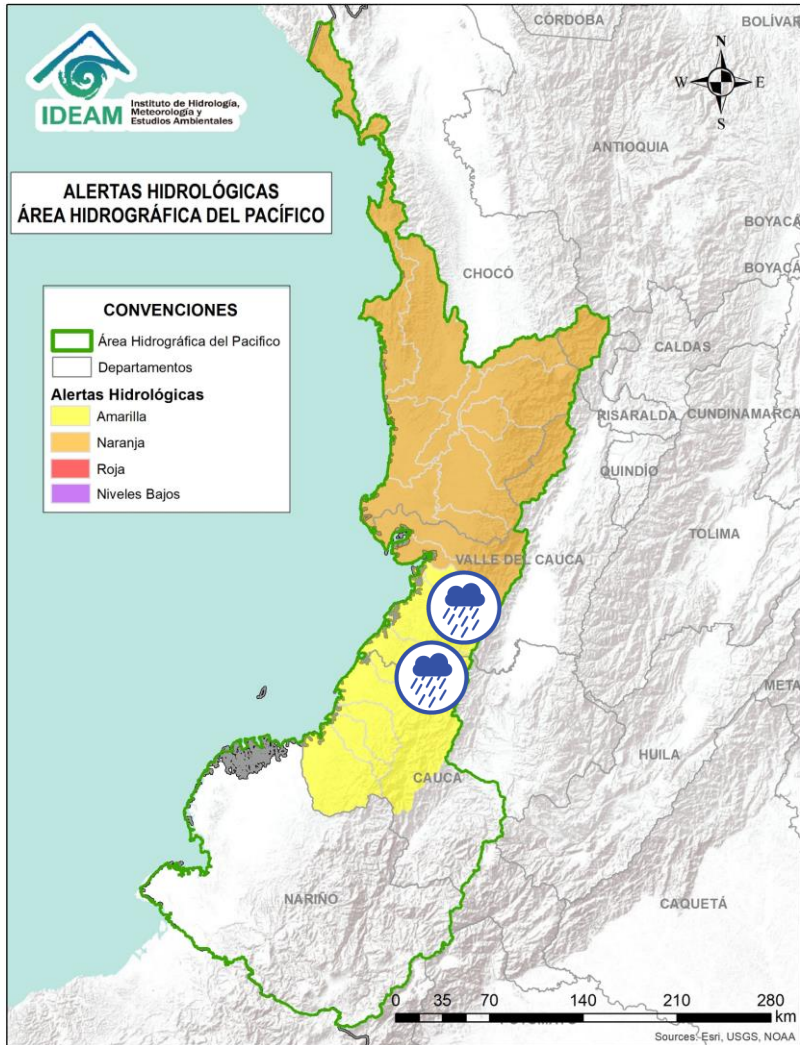 CÓRDOBA
BOLÍVAR
IDEAM
Instituto de Hidrología,
Meteorología y
Estudios Ambientales
N
W E
S
ANTIOQUIA
ALERTAS HIDROLÓGICAS
ÁREA HIDROGRÁFICA DEL PACÍFICO
BOYACÁ
BOYACÁ
CHOCÓ
CONVENCIONES
Área Hidrográfica del Pacifico
Departamentos
Alertas Hidrológicas
Amarilla
Naranja
Roja
Niveles Bajos
CALDAS
RISARALDA
CUNDINAMARCA
QUINDÍO
TOLIMA
VALLE DEL CAUCA
META
HUILA
CAUCA
NARIÑO
CAQUETÁ
0 35 70 140 210 280
km
Sources: Esri, USGS, NOAA